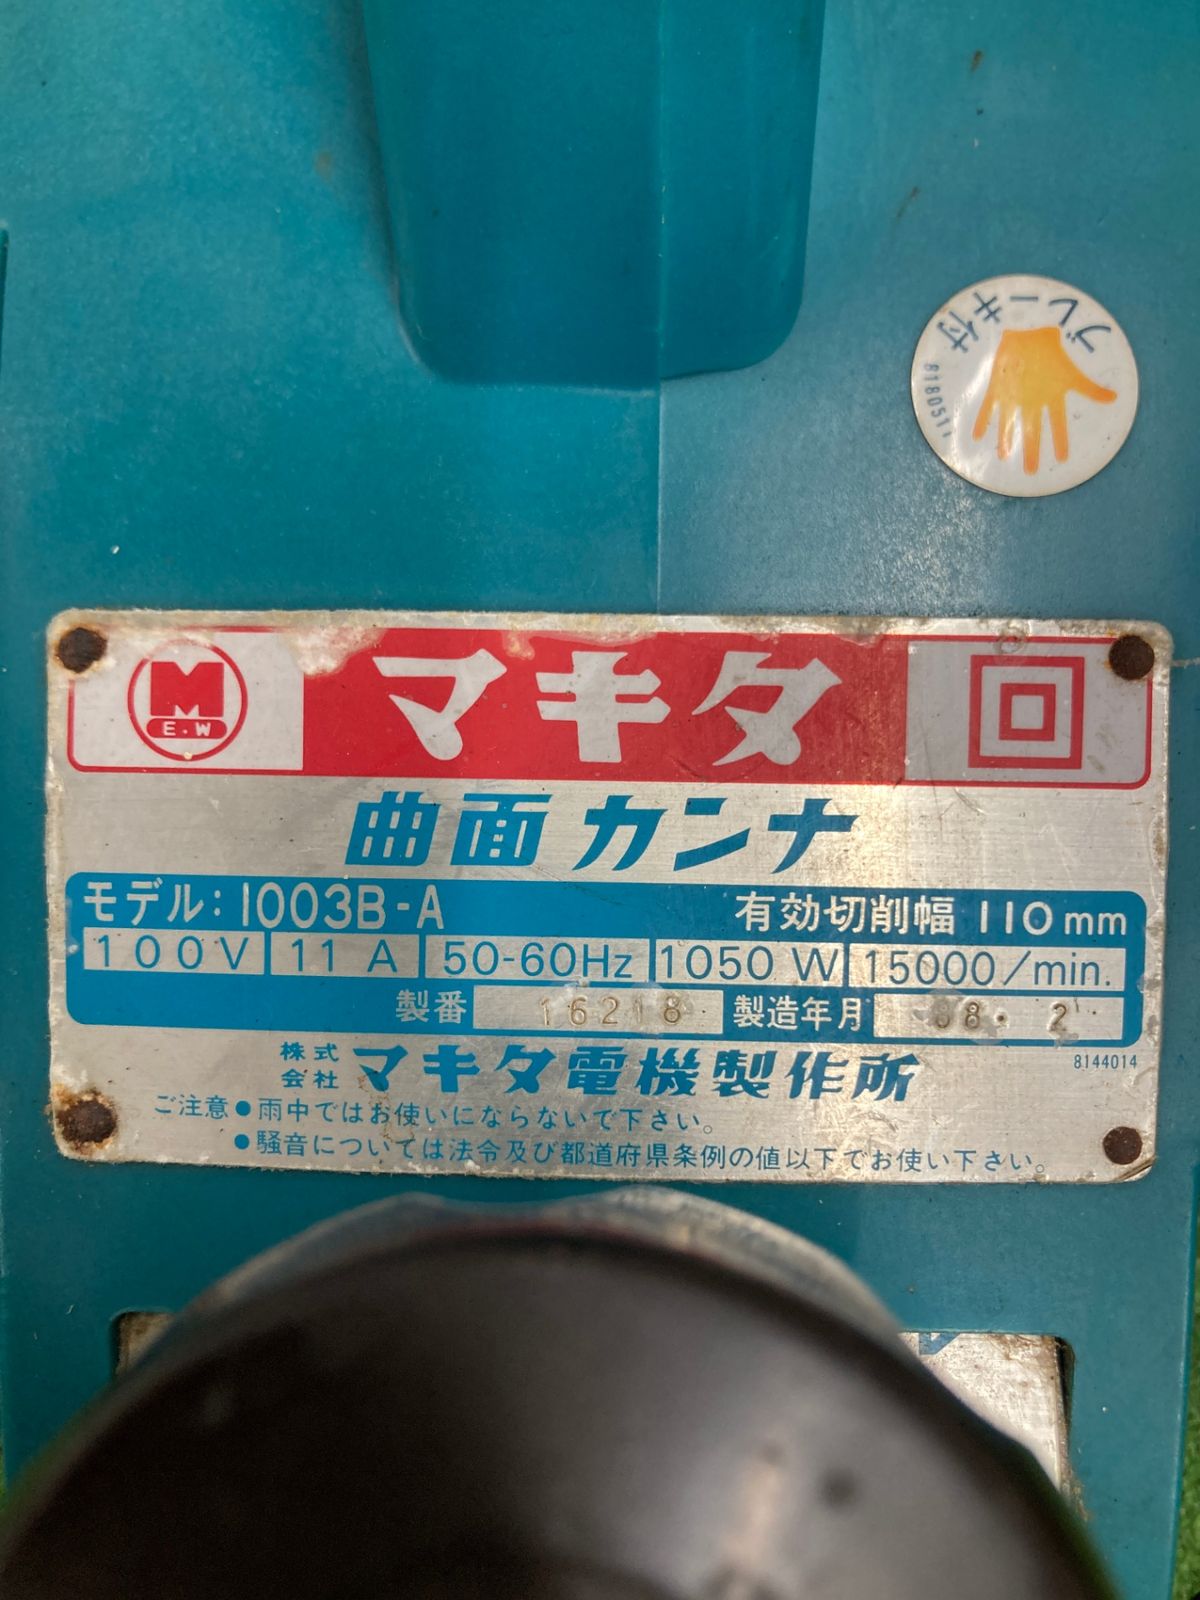 ブレーキ付
818051-
M
E・W
マキタ
曲面カンナ
モデル:1003B-A 有効切削幅 110mm
100V 11 A 50-60Hz 1050 W 15000/min.
製番 16218 製造年月 88・2
株式会社 マキタ電機製作所 8144014
ご注意●雨中ではお使いにならないで下さい。
●騒音については法令及び都道府県条例の値以下でお使い下さい。